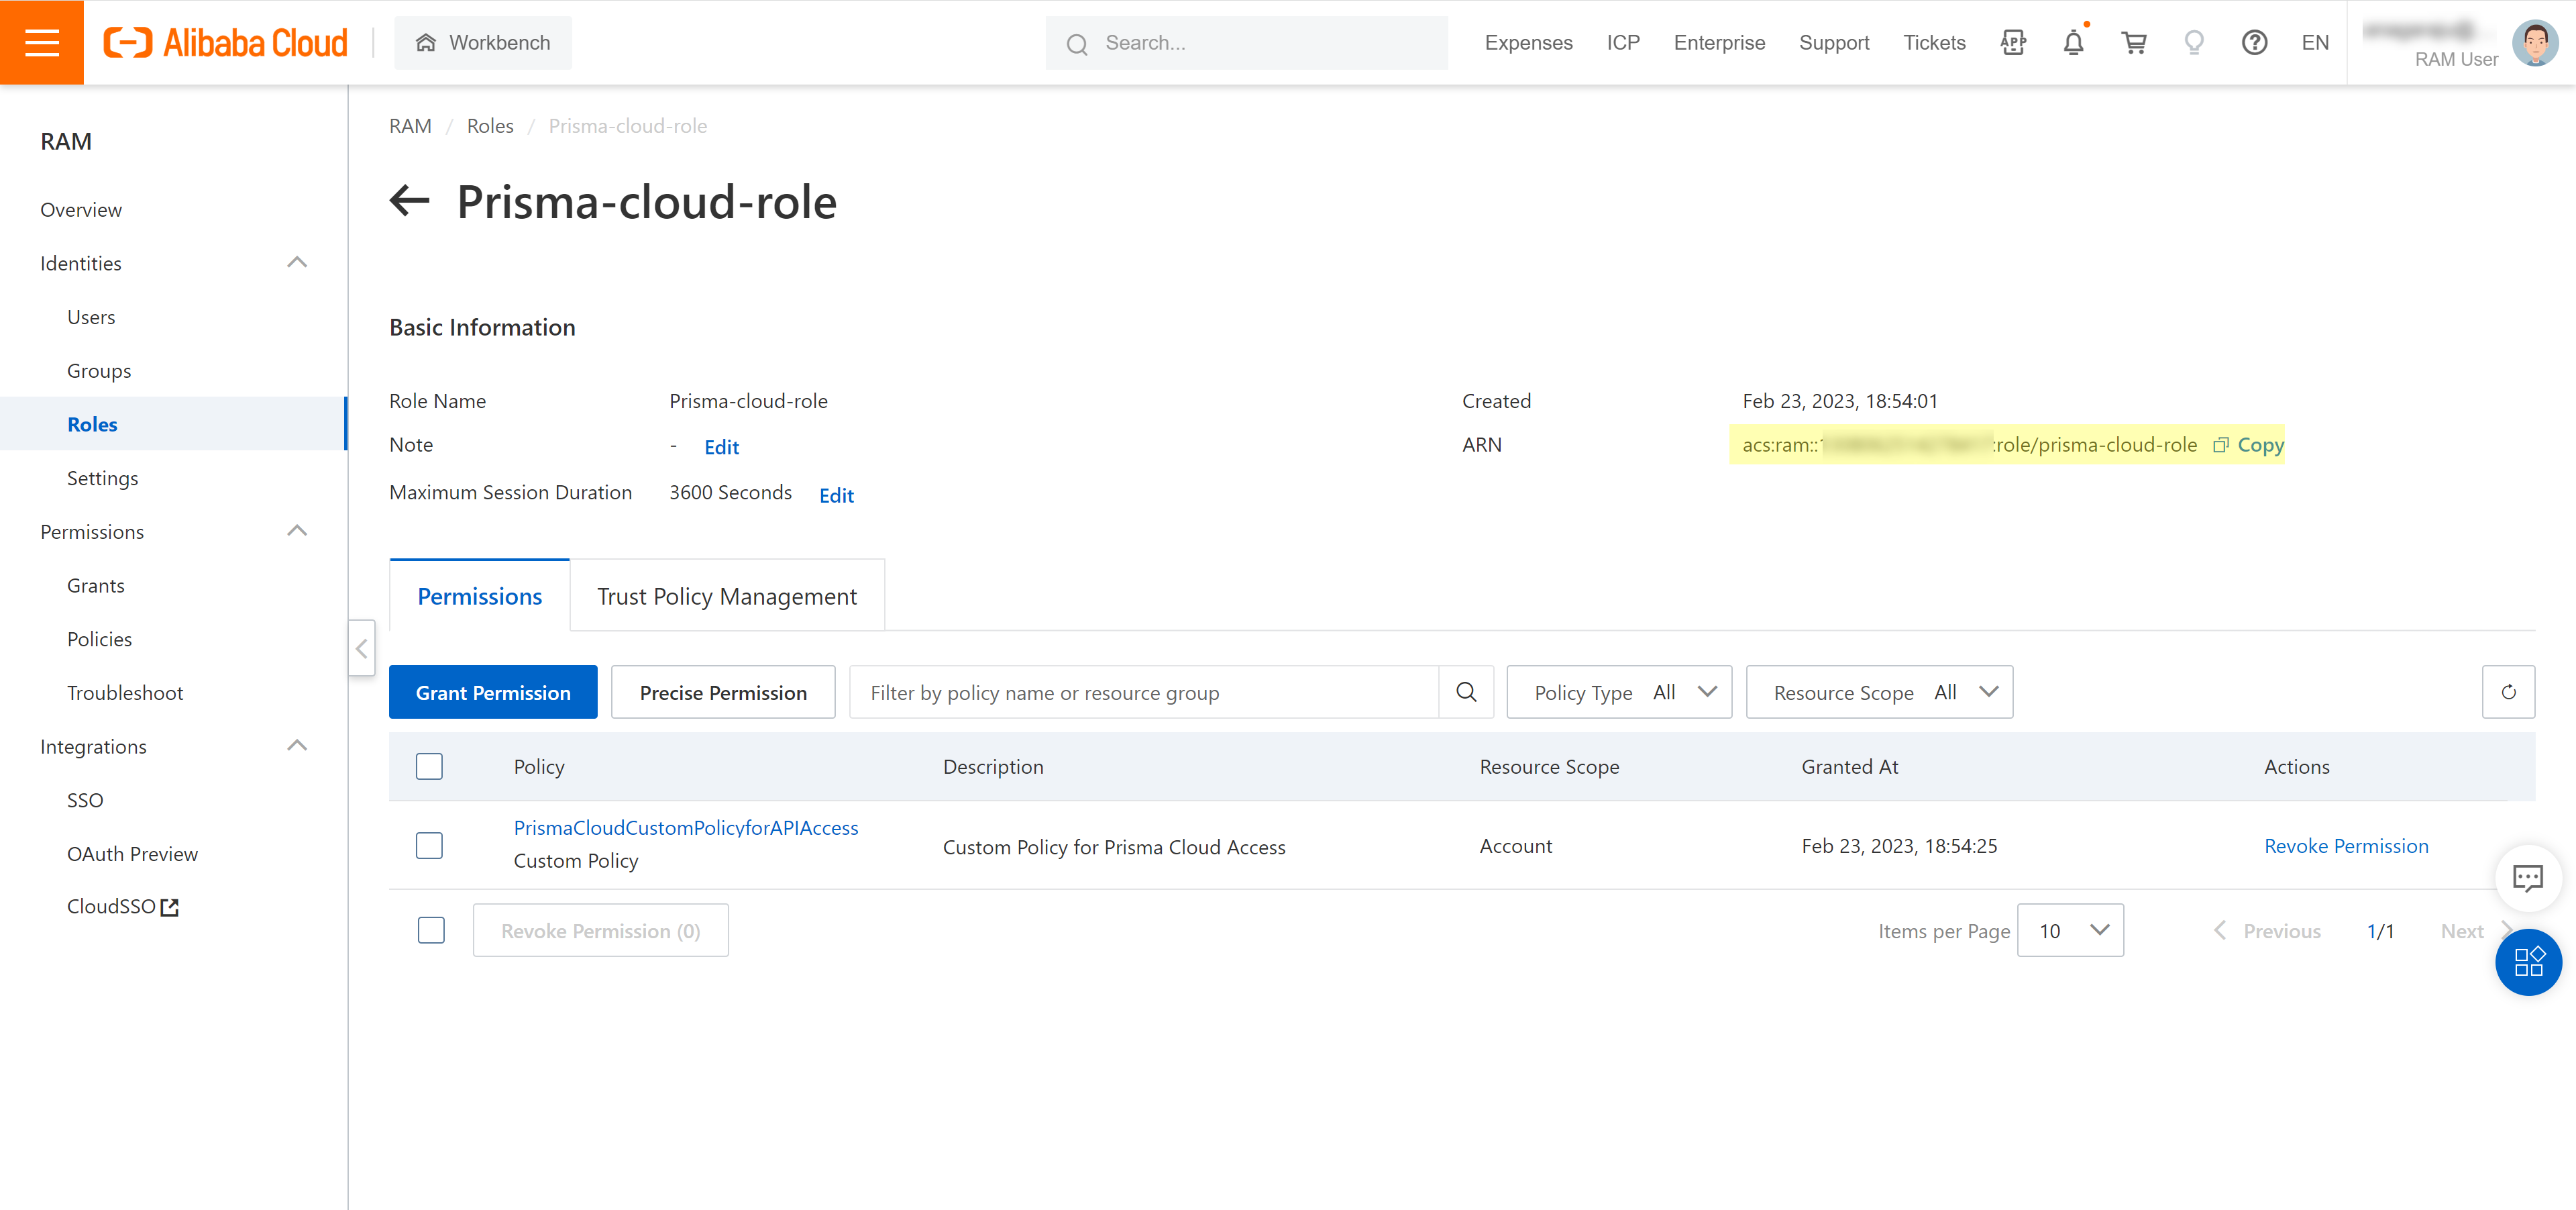 Alibaba Cloud
Workbench
Search...
Expenses
ICP
Enterprise
Support
Tickets
APP
EN
RAM User
RAM
Overview
Identities
Users
Groups
Roles
Settings
Permissions
Grants
Policies
Troubleshoot
Integrations
SSO
OAuth Preview
CloudSSO
RAM / Roles / Prisma-cloud-role
Prisma-cloud-role
Basic Information
Role Name Prisma-cloud-role
Created Feb 23, 2023, 18:54:01
Note - Edit
ARN acs:ram:: :role/prisma-cloud-role Copy
Maximum Session Duration 3600 Seconds Edit
Permissions
Trust Policy Management
Grant Permission
Precise Permission
Filter by policy name or resource group
Policy Type All
Resource Scope All
Policy Description Resource Scope Granted At Actions
PrismaCloudCustomPolicyforAPIAccess
Custom Policy
Custom Policy for Prisma Cloud Access
Account
Feb 23, 2023, 18:54:25
Revoke Permission
Revoke Permission (0)
Items per Page 10
Previous 1/1 Next